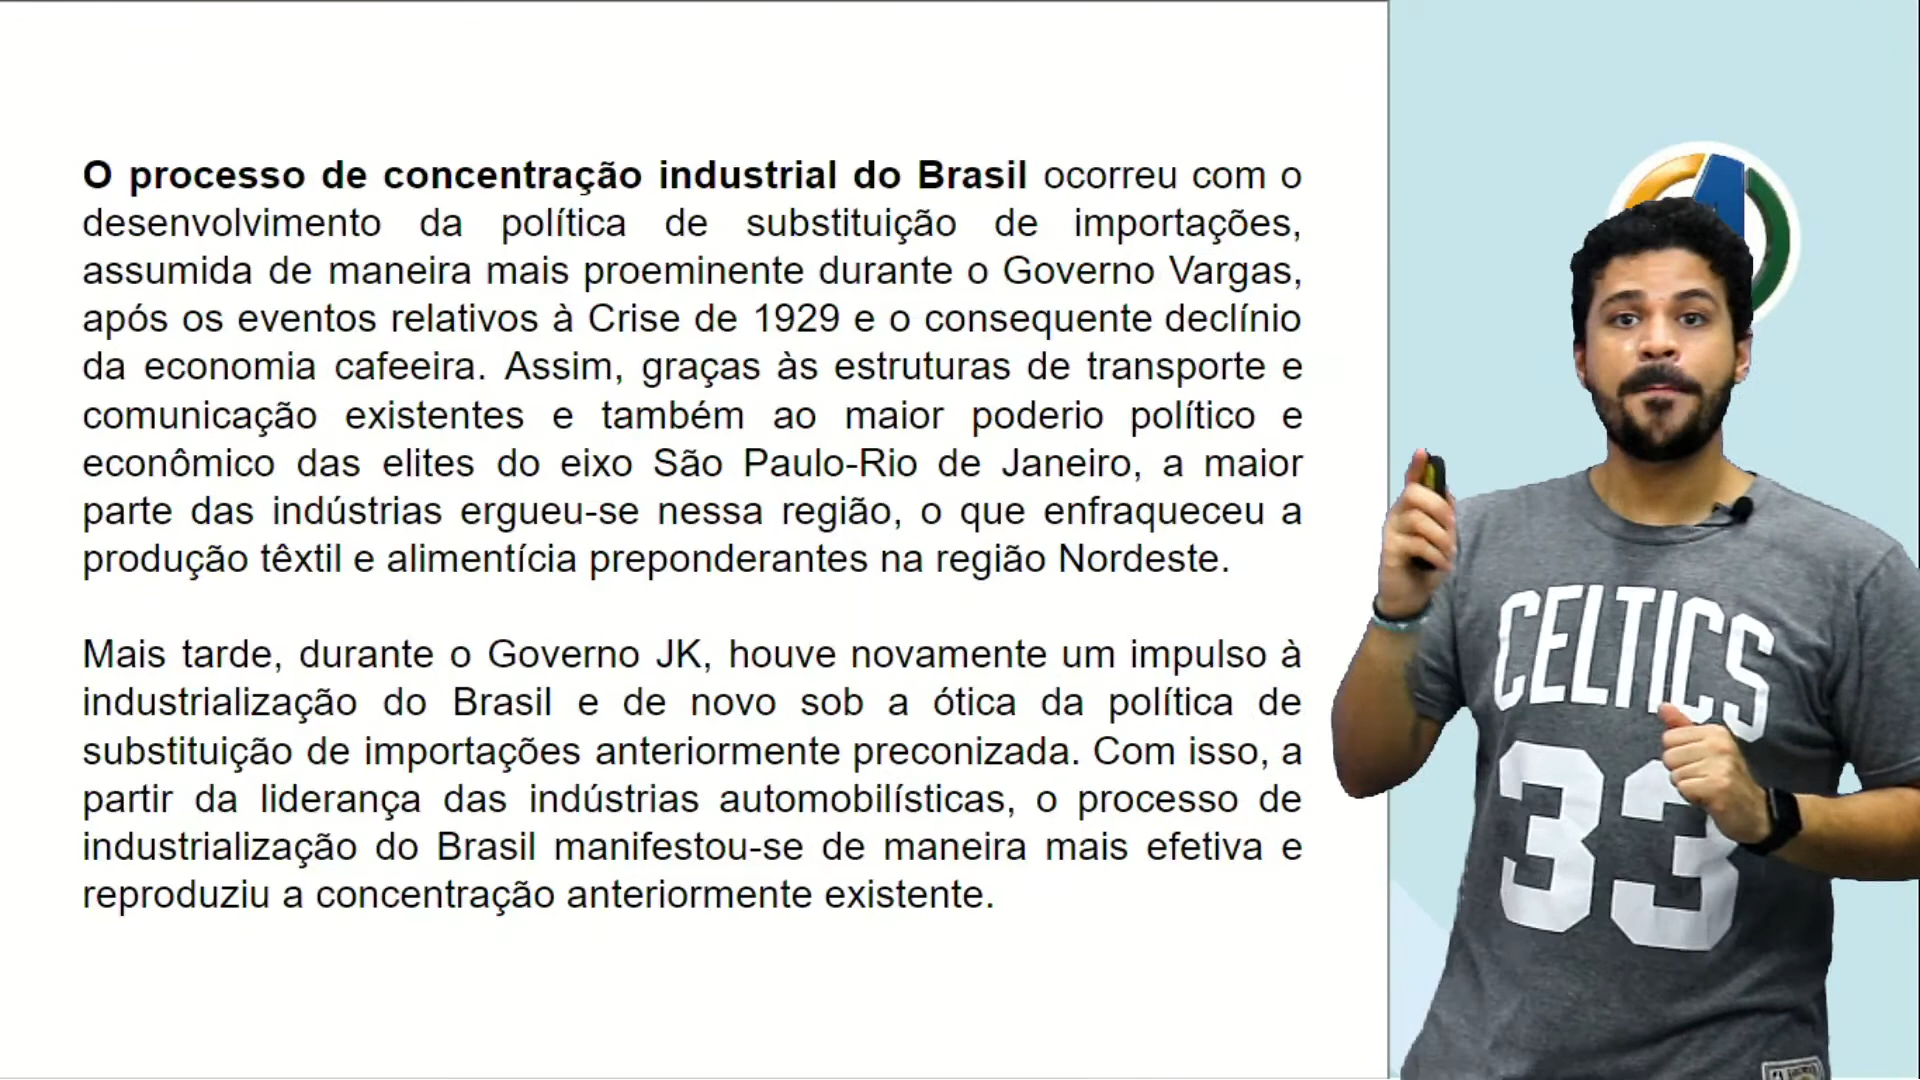 O processo de concentração industrial do Brasil ocorreu com o
desenvolvimento da política de substituição de importações,
assumida de maneira mais proeminente durante o Governo Vargas,
após os eventos relativos à Crise de 1929 e o consequente declínio
da economia cafeeira. Assim, graças às estruturas de transporte e
comunicação existentes e também ao maior poderio político e
econômico das elites do eixo São Paulo-Rio de Janeiro, a maior
parte das indústrias ergueu-se nessa região, o que enfraqueceu a
produção têxtil e alimentícia preponderantes na região Nordeste.
Mais tarde, durante o Governo JK, houve novamente um impulso à
industrialização do Brasil e de novo sob a ótica da política de
substituição de importações anteriormente preconizada. Com isso, a
partir da liderança das indústrias automobilísticas, o processo de
industrialização do Brasil manifestou-se de maneira mais efetiva e
reproduziu a concentração anteriormente existente.
CELTICS
33